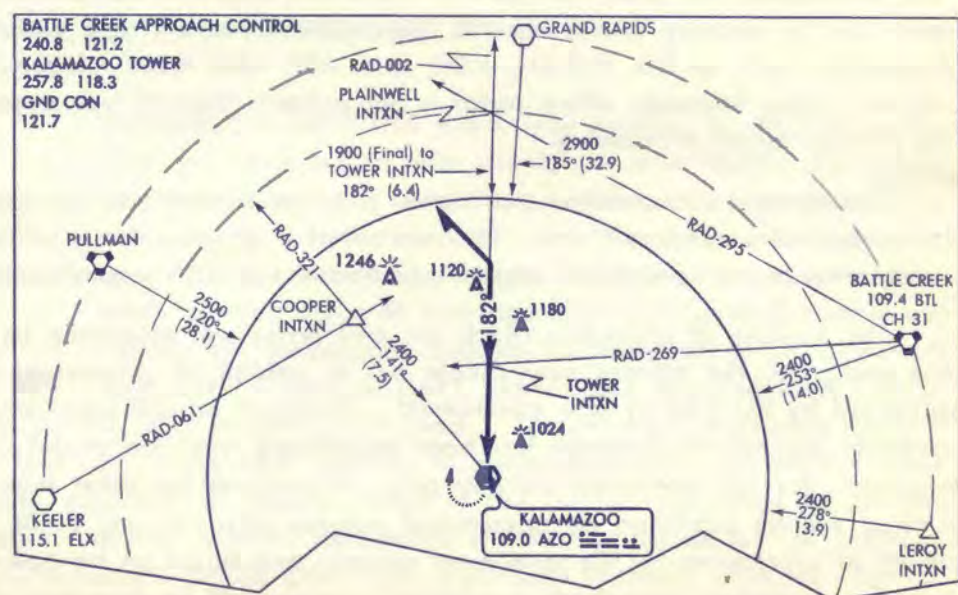 BATTLE CREEK APPROACH CONTROL
240.8 121.2
KALAMAZOO TOWER
257.8 118.3
GND CON
121.7
GRAND RAPIDS
RAD-002
PLAINWELL
INTXN
1900 (Final) to
TOWER INTXN
182° (6.4)
2900
185° (32.9)
RAD-295
PULLMAN
2500
120°
(28.1)
1246
1120
182°
1180
COOPER
INTXN
2400
141°
(7.5)
RAD-061
BATTLE CREEK
109.4 BTL
CH 31
RAD-269
2400
253°
(14.0)
TOWER
INTXN
1024
KEELER
115.1 ELX
KALAMAZOO
109.0 AZO
2400
278°
(13.9)
LEROY
INTXN